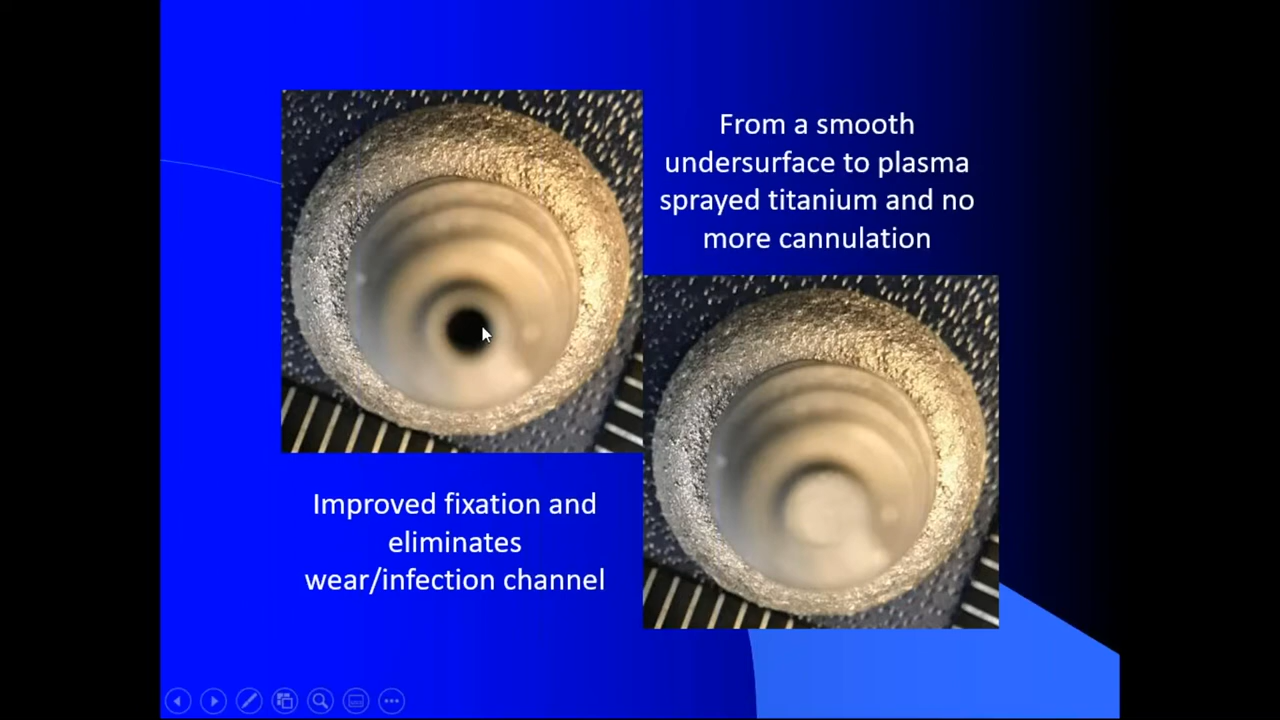 From a smooth
undersurface to plasma
sprayed titanium and no
more cannulation
Improved fixation and
eliminates
wear/infection channel